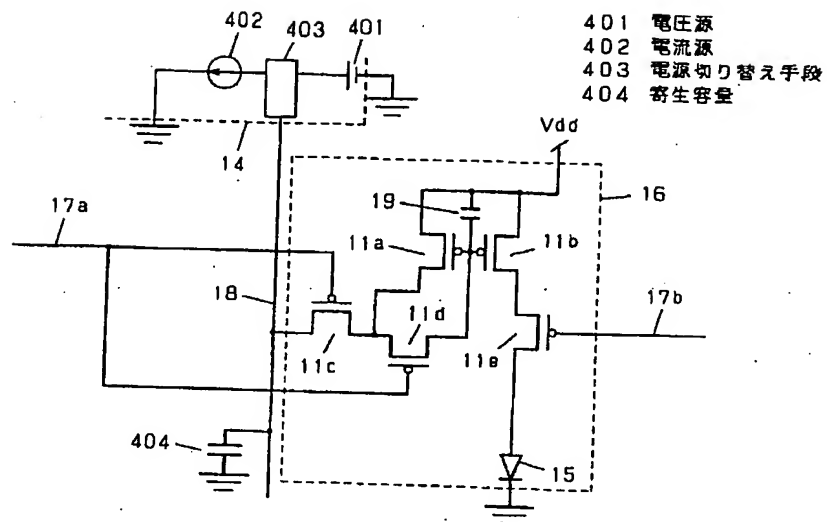 401 電圧源
402 電流源
403 電源切り替え手段
404 寄生容量
402
403
401
14
Vdd
16
19
17a
11a
11b
18
11d
17b
11c
11e
404
15